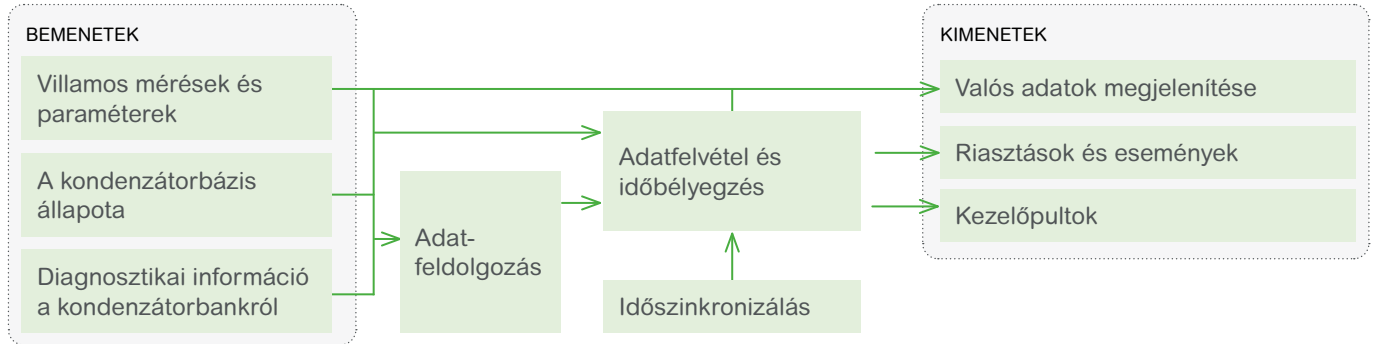 BEMENETEK
Villamos mérések és
paraméterek
A kondenzátorbázis
állapota
Diagnosztikai információ
a kondenzátorbankról
Adat-
feldolgozás
Adatfelvétel és
időbélyegzés
Időszinkronizálás
KIMENETEK
Valós adatok megjelenítése
Riasztások és események
Kezelőpultok